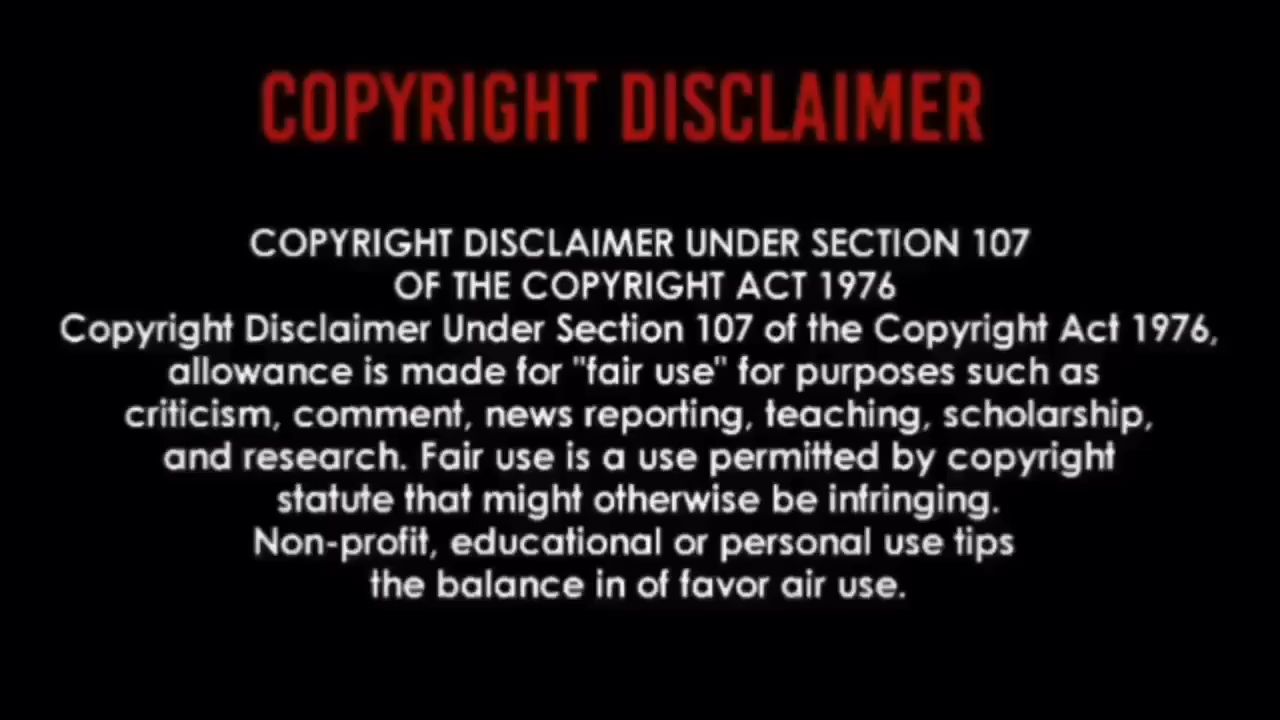 COPYRIGHT DISCLAIMER
COPYRIGHT DISCLAIMER UNDER SECTION 107
OF THE COPYRIGHT ACT 1976
Copyright Disclaimer Under Section 107 of the Copyright Act 1976,
allowance is made for "fair use" for purposes such as
criticism, comment, news reporting, teaching, scholarship,
and research. Fair use is a use permitted by copyright
statute that might otherwise be infringing.
Non-profit, educational or personal use tips
the balance in of favor air use.